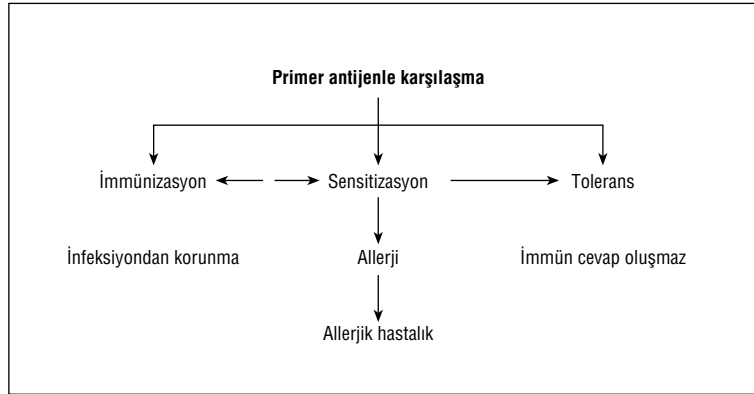 Primer antijenle karşılaşma
İmmünizasyon Sensitizasyon Tolerans
İnfeksiyondan korunma Allerji İmmün cevap oluşmaz
Allerjik hastalık